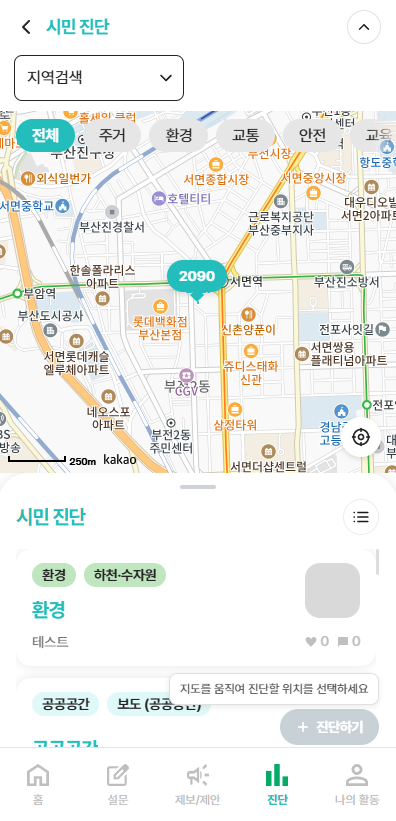 시민 진단
지역검색
홈세일 클럽
전체
주거
환경
교통
안전
교육
부산진구청
부전시장
외식일번가
서면종합시장
서면중앙시장
항도중학
서면중학교
호텔티티
대우디오빌
서면2아파트
부산진경찰서
근로복지공단
부산중부지사
한솔폴라리스
아파트
2090
서면역
부산진소방서
부암역
부산도시공사
롯데백화점
부산본점
신촌양푼이
전포사잇길
서면롯데캐슬
엘루체아파트
쥬디스태화
신관
서면쌍용
플래티넘아파트
부전2동
CGV
네오스포
아파트
삼정타워
전포
부전2동
주민센터
경남
고등
BS
방송
250m
kakao
서면더샵센트럴
시민 진단
환경
하천·수자원
환경
테스트
0
0
지도를 움직여 진단할 위치를 선택하세요
공공공간
보도 (공공공간)
+ 진단하기
공공공간
홈
설문
제보/제안
진단
나의 활동